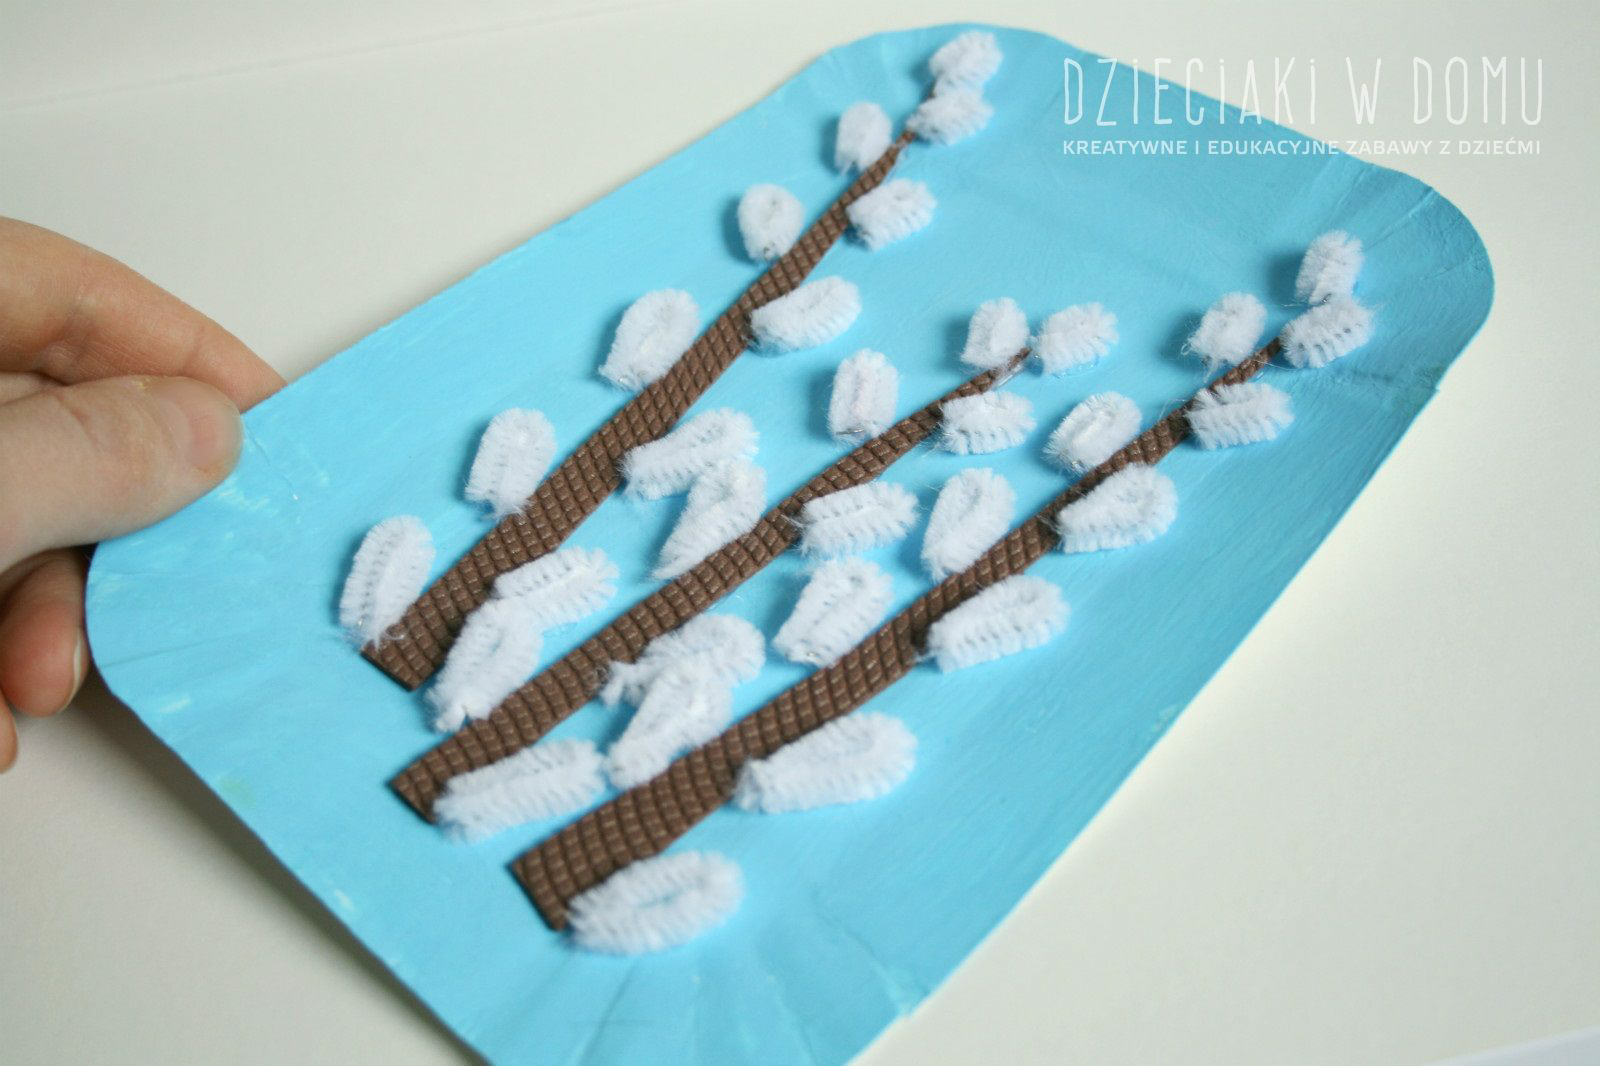 DZiECiAKi W DOMU
KREATYWNE I EDUKACYJNE ZABAWY Z DZIEĆMI